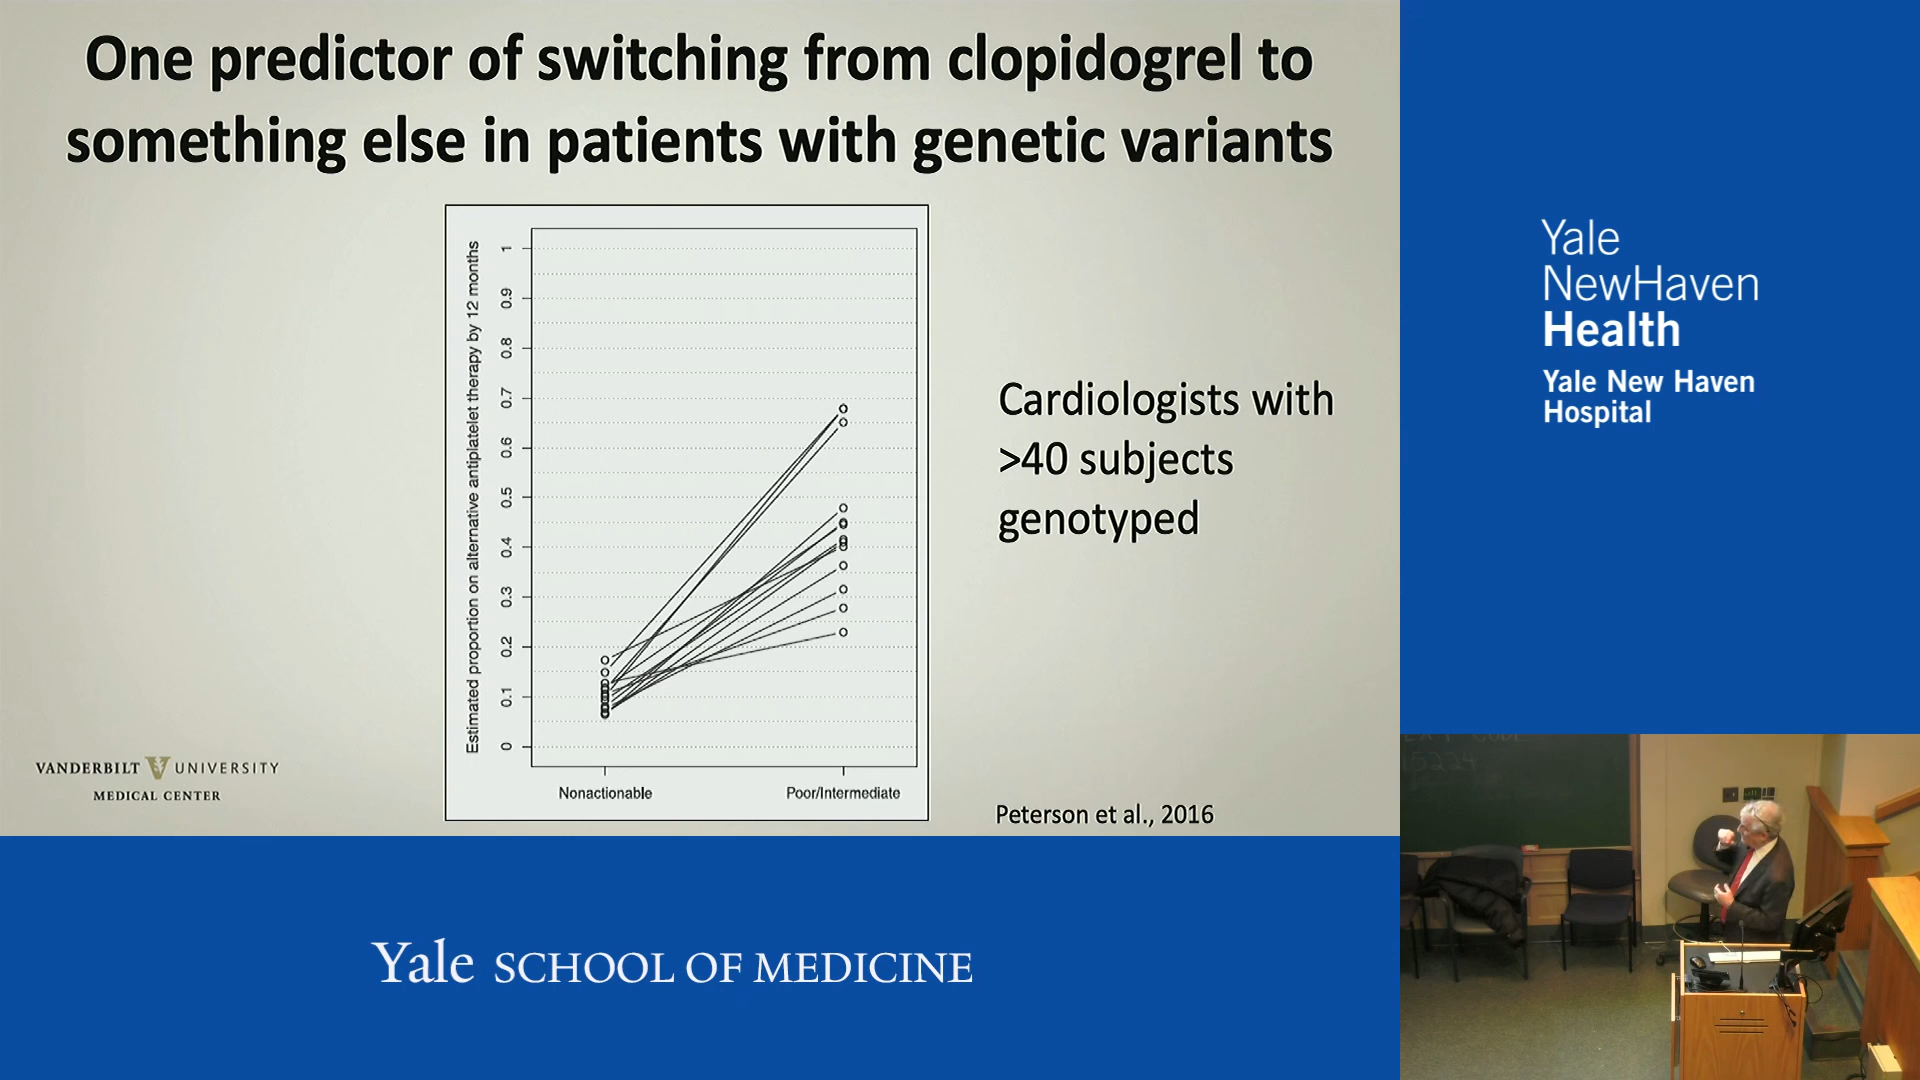 One predictor of switching from clopidogrel to
something else in patients with genetic variants
Estimated proportion on alternative antiplatelet therapy by 12 months
1
0.9
0.8
0.7
0.6
0.5
0.4
0.3
0.2
0.1
0
Nonactionable
Poor/Intermediate
Cardiologists with
>40 subjects
genotyped
Peterson et al., 2016
VANDERBILT UNIVERSITY
MEDICAL CENTER
Yale
NewHaven
Health
Yale New Haven
Hospital
Yale SCHOOL OF MEDICINE